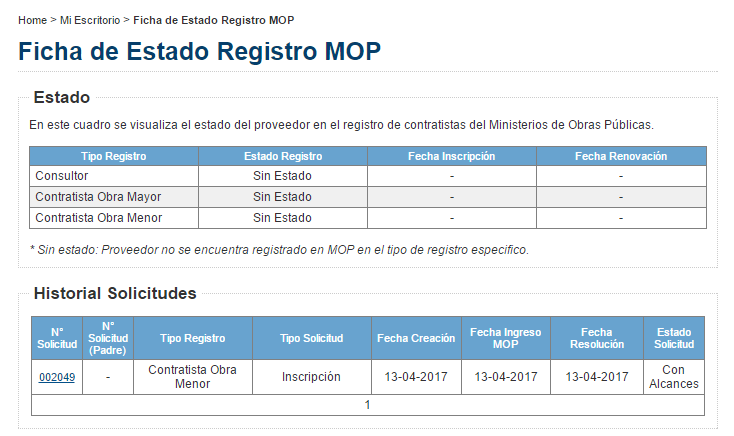 Home > Mi Escritorio > Ficha de Estado Registro MOP
Ficha de Estado Registro MOP
Estado
En este cuadro se visualiza el estado del proveedor en el registro de contratistas del Ministerios de Obras Públicas.
Tipo Registro Estado Registro Fecha Inscripción Fecha Renovación
Consultor Sin Estado - -
Contratista Obra Mayor Sin Estado - -
Contratista Obra Menor Sin Estado - -
* Sin estado: Proveedor no se encuentra registrado en MOP en el tipo de registro especifico.
Historial Solicitudes
N° Solicitud N° Solicitud (Padre) Tipo Registro Tipo Solicitud Fecha Creación Fecha Ingreso MOP Fecha Resolución Estado Solicitud
002049 - Contratista Obra Menor Inscripción 13-04-2017 13-04-2017 13-04-2017 Con Alcances
1